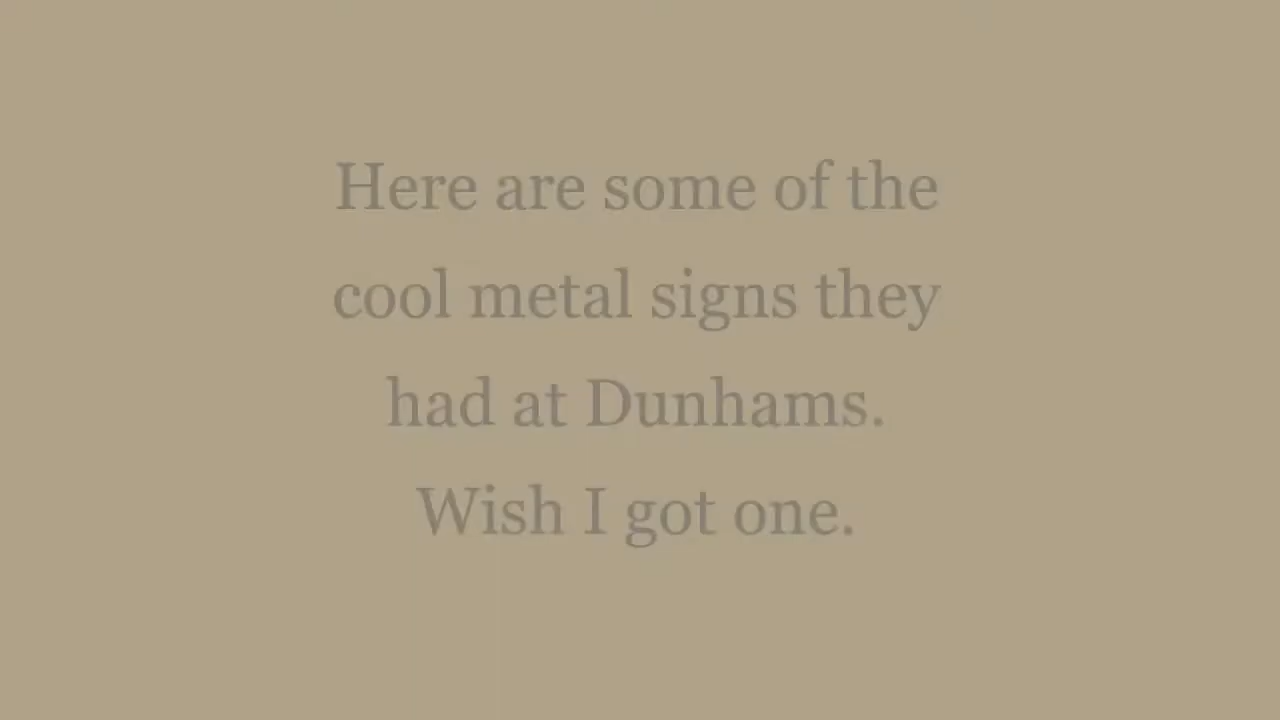 Here are some of the
cool metal signs they
had at Dunhams.
Wish I got one.